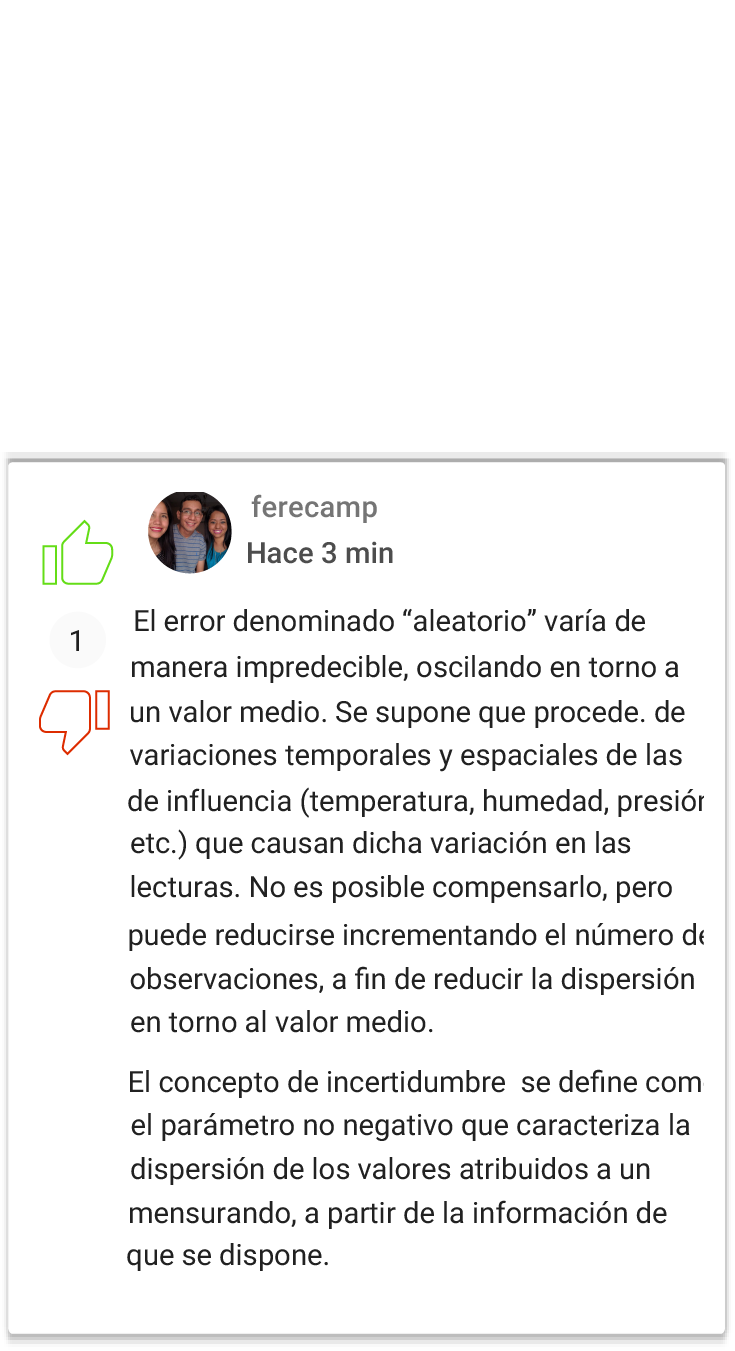 ferecamp
Hace 3 min
1
El error denominado “aleatorio” varía de
manera impredecible, oscilando en torno a
un valor medio. Se supone que procede. de
variaciones temporales y espaciales de las
de influencia (temperatura, humedad, presión
etc.) que causan dicha variación en las
lecturas. No es posible compensarlo, pero
puede reducirse incrementando el número de
observaciones, a fin de reducir la dispersión
en torno al valor medio.
El concepto de incertidumbre  se define com
el parámetro no negativo que caracteriza la
dispersión de los valores atribuidos a un
mensurando, a partir de la información de
que se dispone.